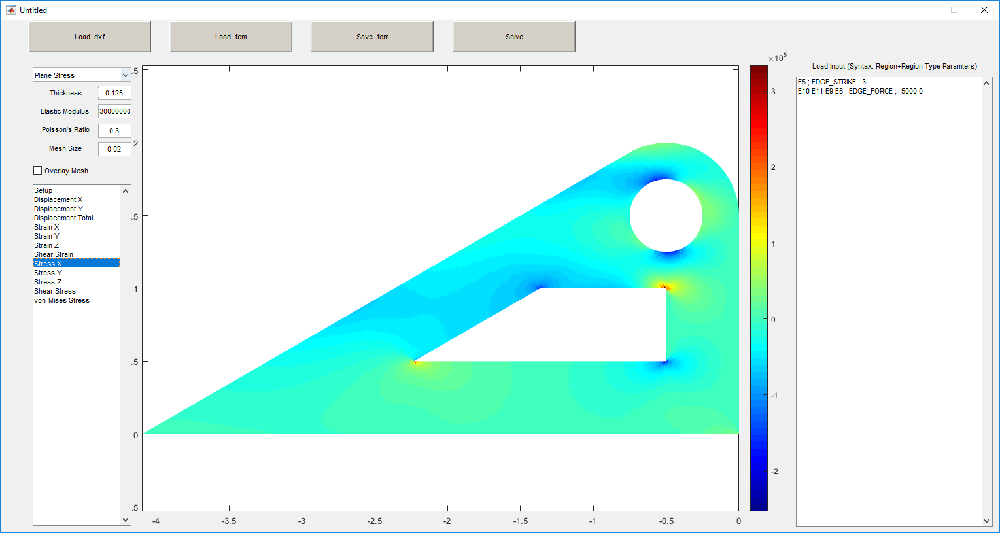 Untitled
Load .dxf
Load .fem
Save .fem
Solve
Plane Stress
Thickness 0.125
Elastic Modulus 30000000
Poisson's Ratio 0.3
Mesh Size 0.02
Overlay Mesh
Setup
Displacement X
Displacement Y
Displacement Total
Strain X
Strain Y
Strain Z
Shear Strain
Stress X
Stress Y
Stress Z
Shear Stress
von-Mises Stress
.5
2
.5
1
.5
0
.5
-4 -3.5 -3 -2.5 -2 -1.5 -1 -0.5 0
×10⁵
3
2
1
0
-1
-2
Load Input (Syntax: Region+Region Type Paramters)
E5 ; EDGE_STRIKE ; 3
E10 E11 E9 E8 ; EDGE_FORCE ; -5000 0